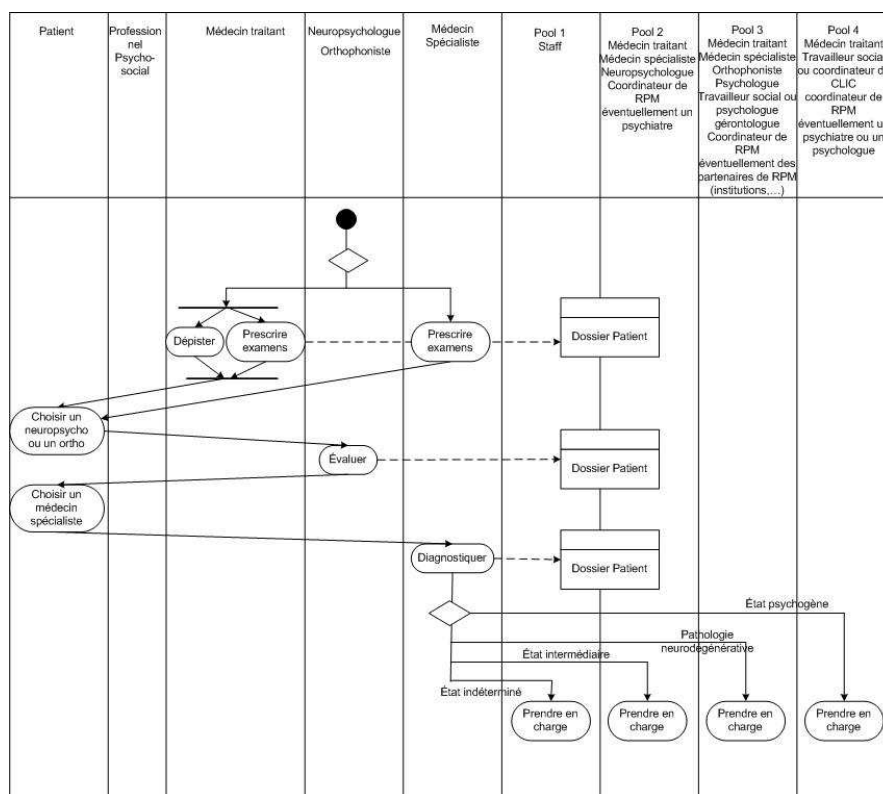 Patient
Profession
nel
Psycho-
social
Médecin traitant
Neuropsychologue
Orthophoniste
Médecin
Spécialiste
Pool 1
Staff
Pool 2
Médecin traitant
Médecin spécialiste
Neuropsychologue
Coordinateur de
RPM
éventuellement un
psychiatre
Pool 3
Médecin traitant
Médecin spécialiste
Orthophoniste
Psychologue
Travailleur social ou
psychologue
gérontologue
Coordinateur de
RPM
éventuellement des
partenaires de RPM
(institutions,…)
Pool 4
Médecin traitant
Travailleur social
ou coordinateur d
CLIC
coordinateur de
RPM
éventuellement u
psychiatre ou un
psychologue
Dépister
Prescrire
examens
Prescrire
examens
Dossier Patient
Choisir un
neuropsycho
ou un ortho
Évaluer
Dossier Patient
Choisir un
médecin
spécialiste
Diagnostiquer
Dossier Patient
État psychogène
Pathologie
neurodégénérative
État intermédiaire
État indéterminé
Prendre en
charge
Prendre en
charge
Prendre en
charge
Prendre en
charge